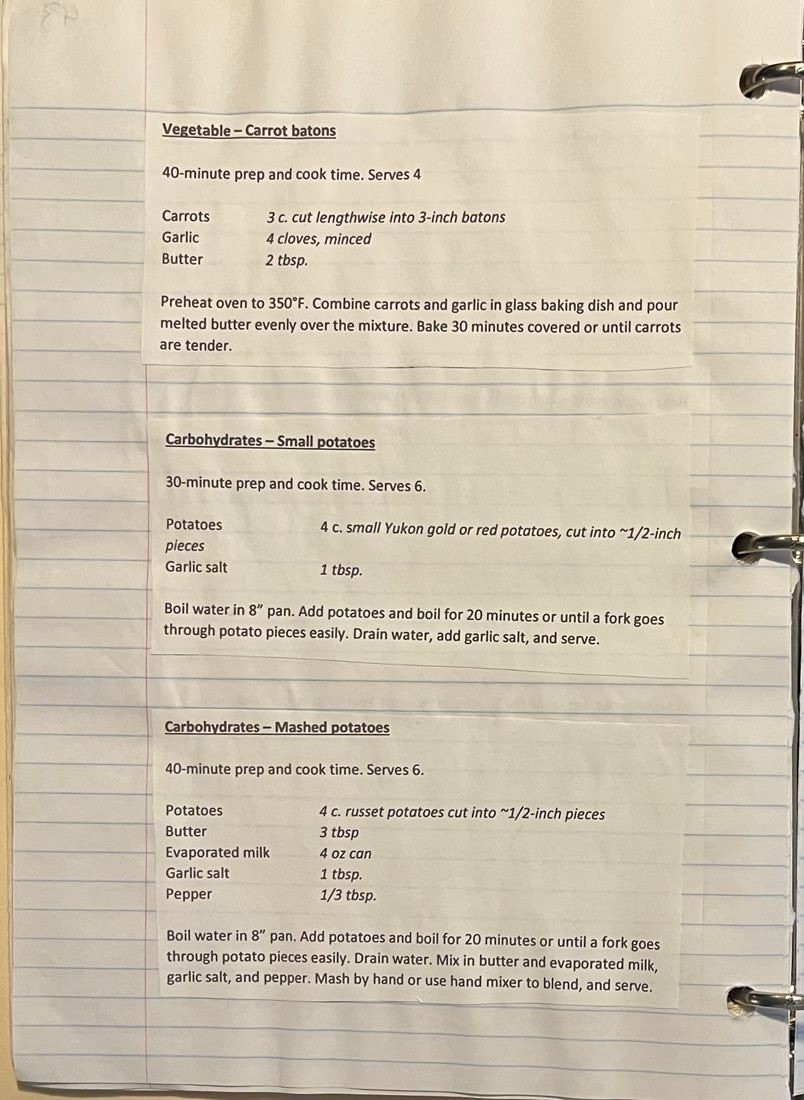 Vegetable – Carrot batons
40-minute prep and cook time. Serves 4
Carrots 3 c. cut lengthwise into 3-inch batons
Garlic 4 cloves, minced
Butter 2 tbsp.
Preheat oven to 350°F. Combine carrots and garlic in glass baking dish and pour
melted butter evenly over the mixture. Bake 30 minutes covered or until carrots
are tender.
Carbohydrates – Small potatoes
30-minute prep and cook time. Serves 6.
Potatoes 4 c. small Yukon gold or red potatoes, cut into ~1/2-inch
pieces
Garlic salt 1 tbsp.
Boil water in 8” pan. Add potatoes and boil for 20 minutes or until a fork goes
through potato pieces easily. Drain water, add garlic salt, and serve.
Carbohydrates – Mashed potatoes
40-minute prep and cook time. Serves 6.
Potatoes 4 c. russet potatoes cut into ~1/2-inch pieces
Butter 3 tbsp
Evaporated milk 4 oz can
Garlic salt 1 tbsp.
Pepper 1/3 tbsp.
Boil water in 8” pan. Add potatoes and boil for 20 minutes or until a fork goes
through potato pieces easily. Drain water. Mix in butter and evaporated milk,
garlic salt, and pepper. Mash by hand or use hand mixer to blend, and serve.